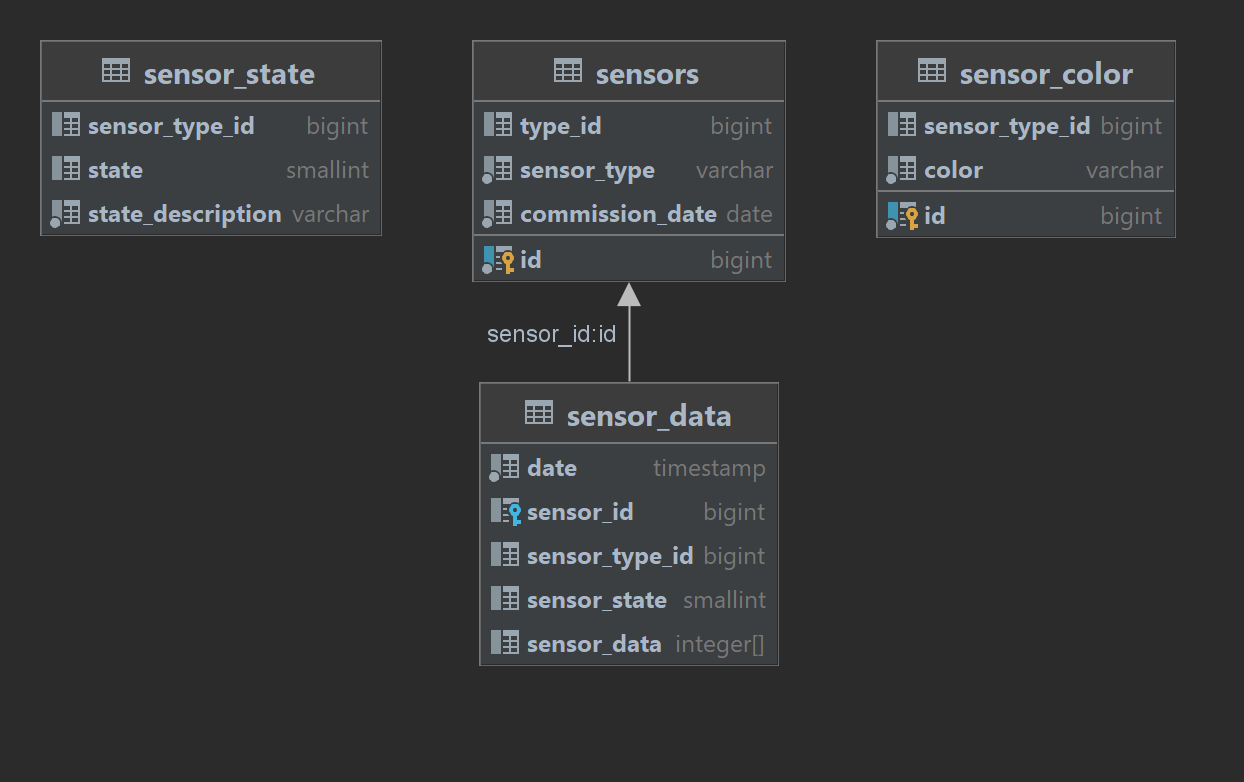 sensor_state
sensor_type_id bigint
state smallint
state_description varchar
sensors
type_id bigint
sensor_type varchar
commission_date date
id bigint
sensor_color
sensor_type_id bigint
color varchar
id bigint
sensor_id:id
sensor_data
date timestamp
sensor_id bigint
sensor_type_id bigint
sensor_state smallint
sensor_data integer[]